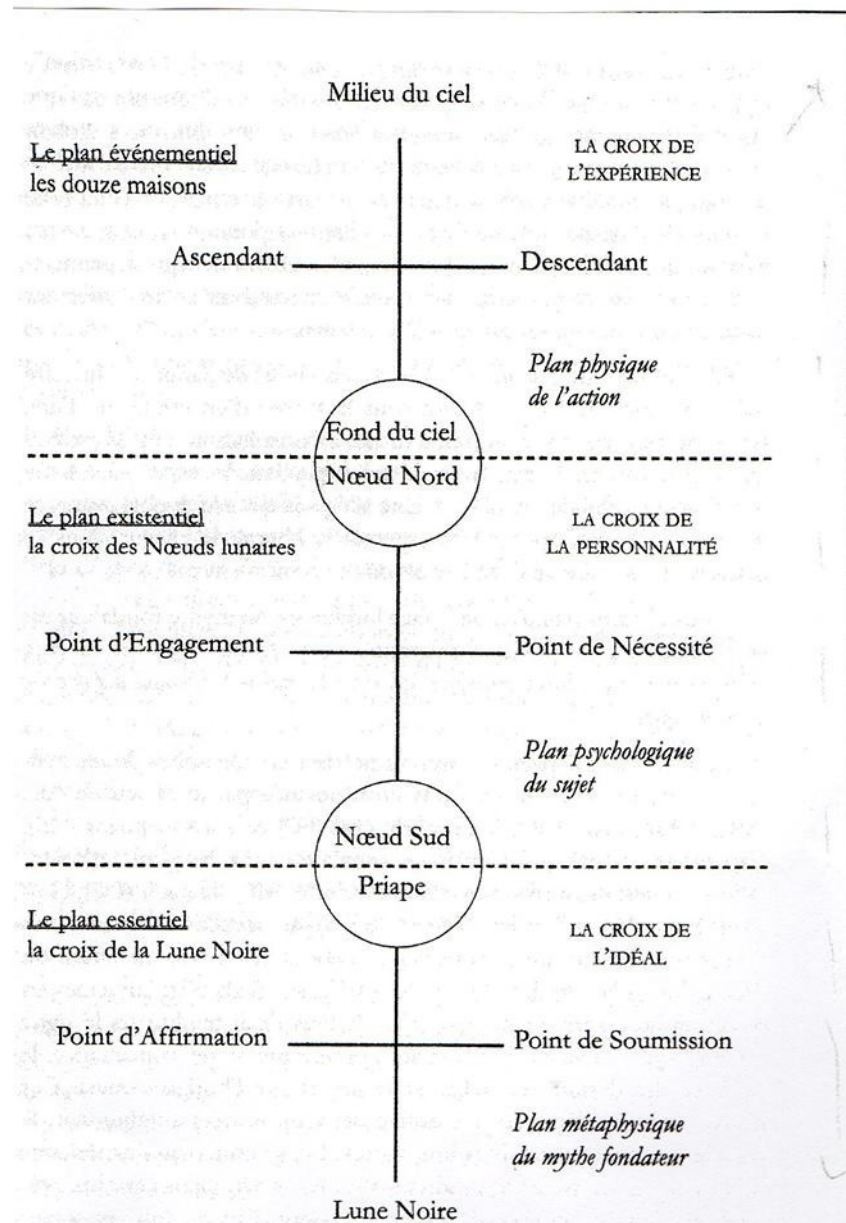 Milieu du ciel
Le plan événementiel
les douze maisons
LA CROIX DE
L'EXPÉRIENCE
Ascendant
Descendant
Plan physique
de l'action
Fond du ciel
Nœud Nord
Le plan existentiel
la croix des Nœuds lunaires
LA CROIX DE
LA PERSONNALITÉ
Point d'Engagement
Point de Nécessité
Plan psychologique
du sujet
Nœud Sud
Priape
Le plan essentiel
la croix de la Lune Noire
LA CROIX DE
L'IDÉAL
Point d'Affirmation
Point de Soumission
Plan métaphysique
du mythe fondateur
Lune Noire